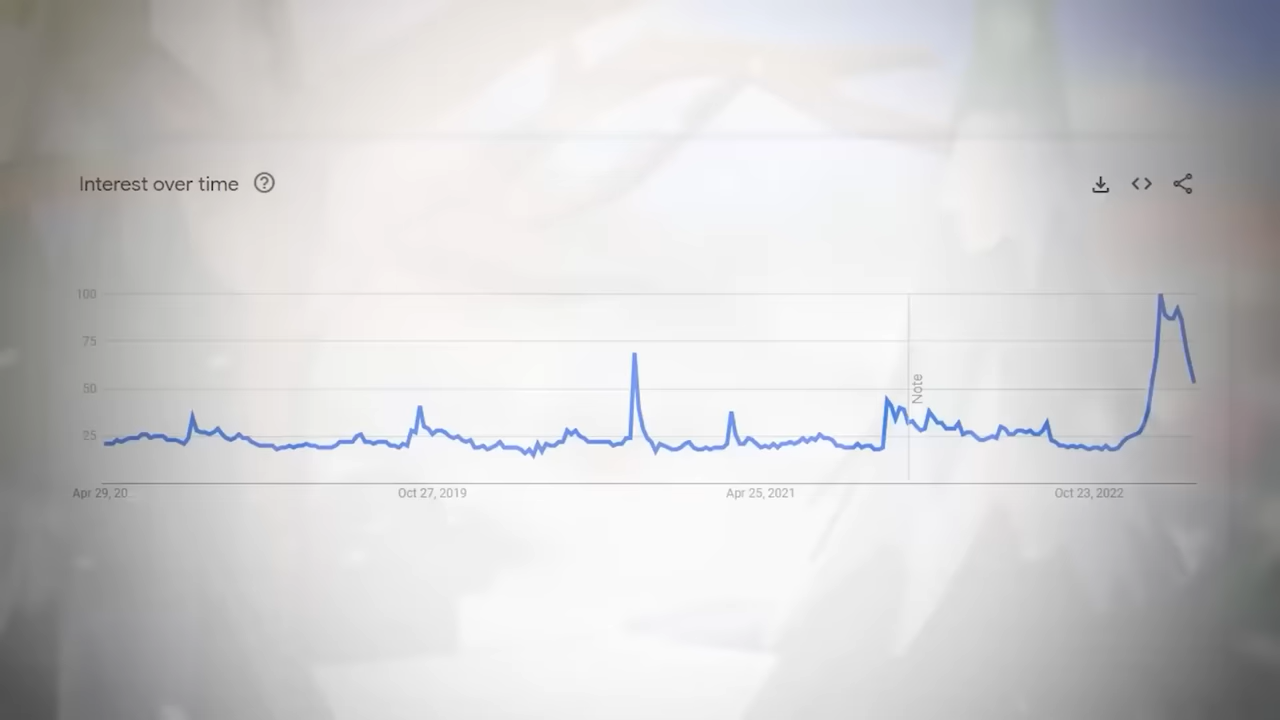 Interest over time
100
75
50
25
Note
Apr 29, 20...
Oct 27, 2019
Apr 25, 2021
Oct 23, 2022